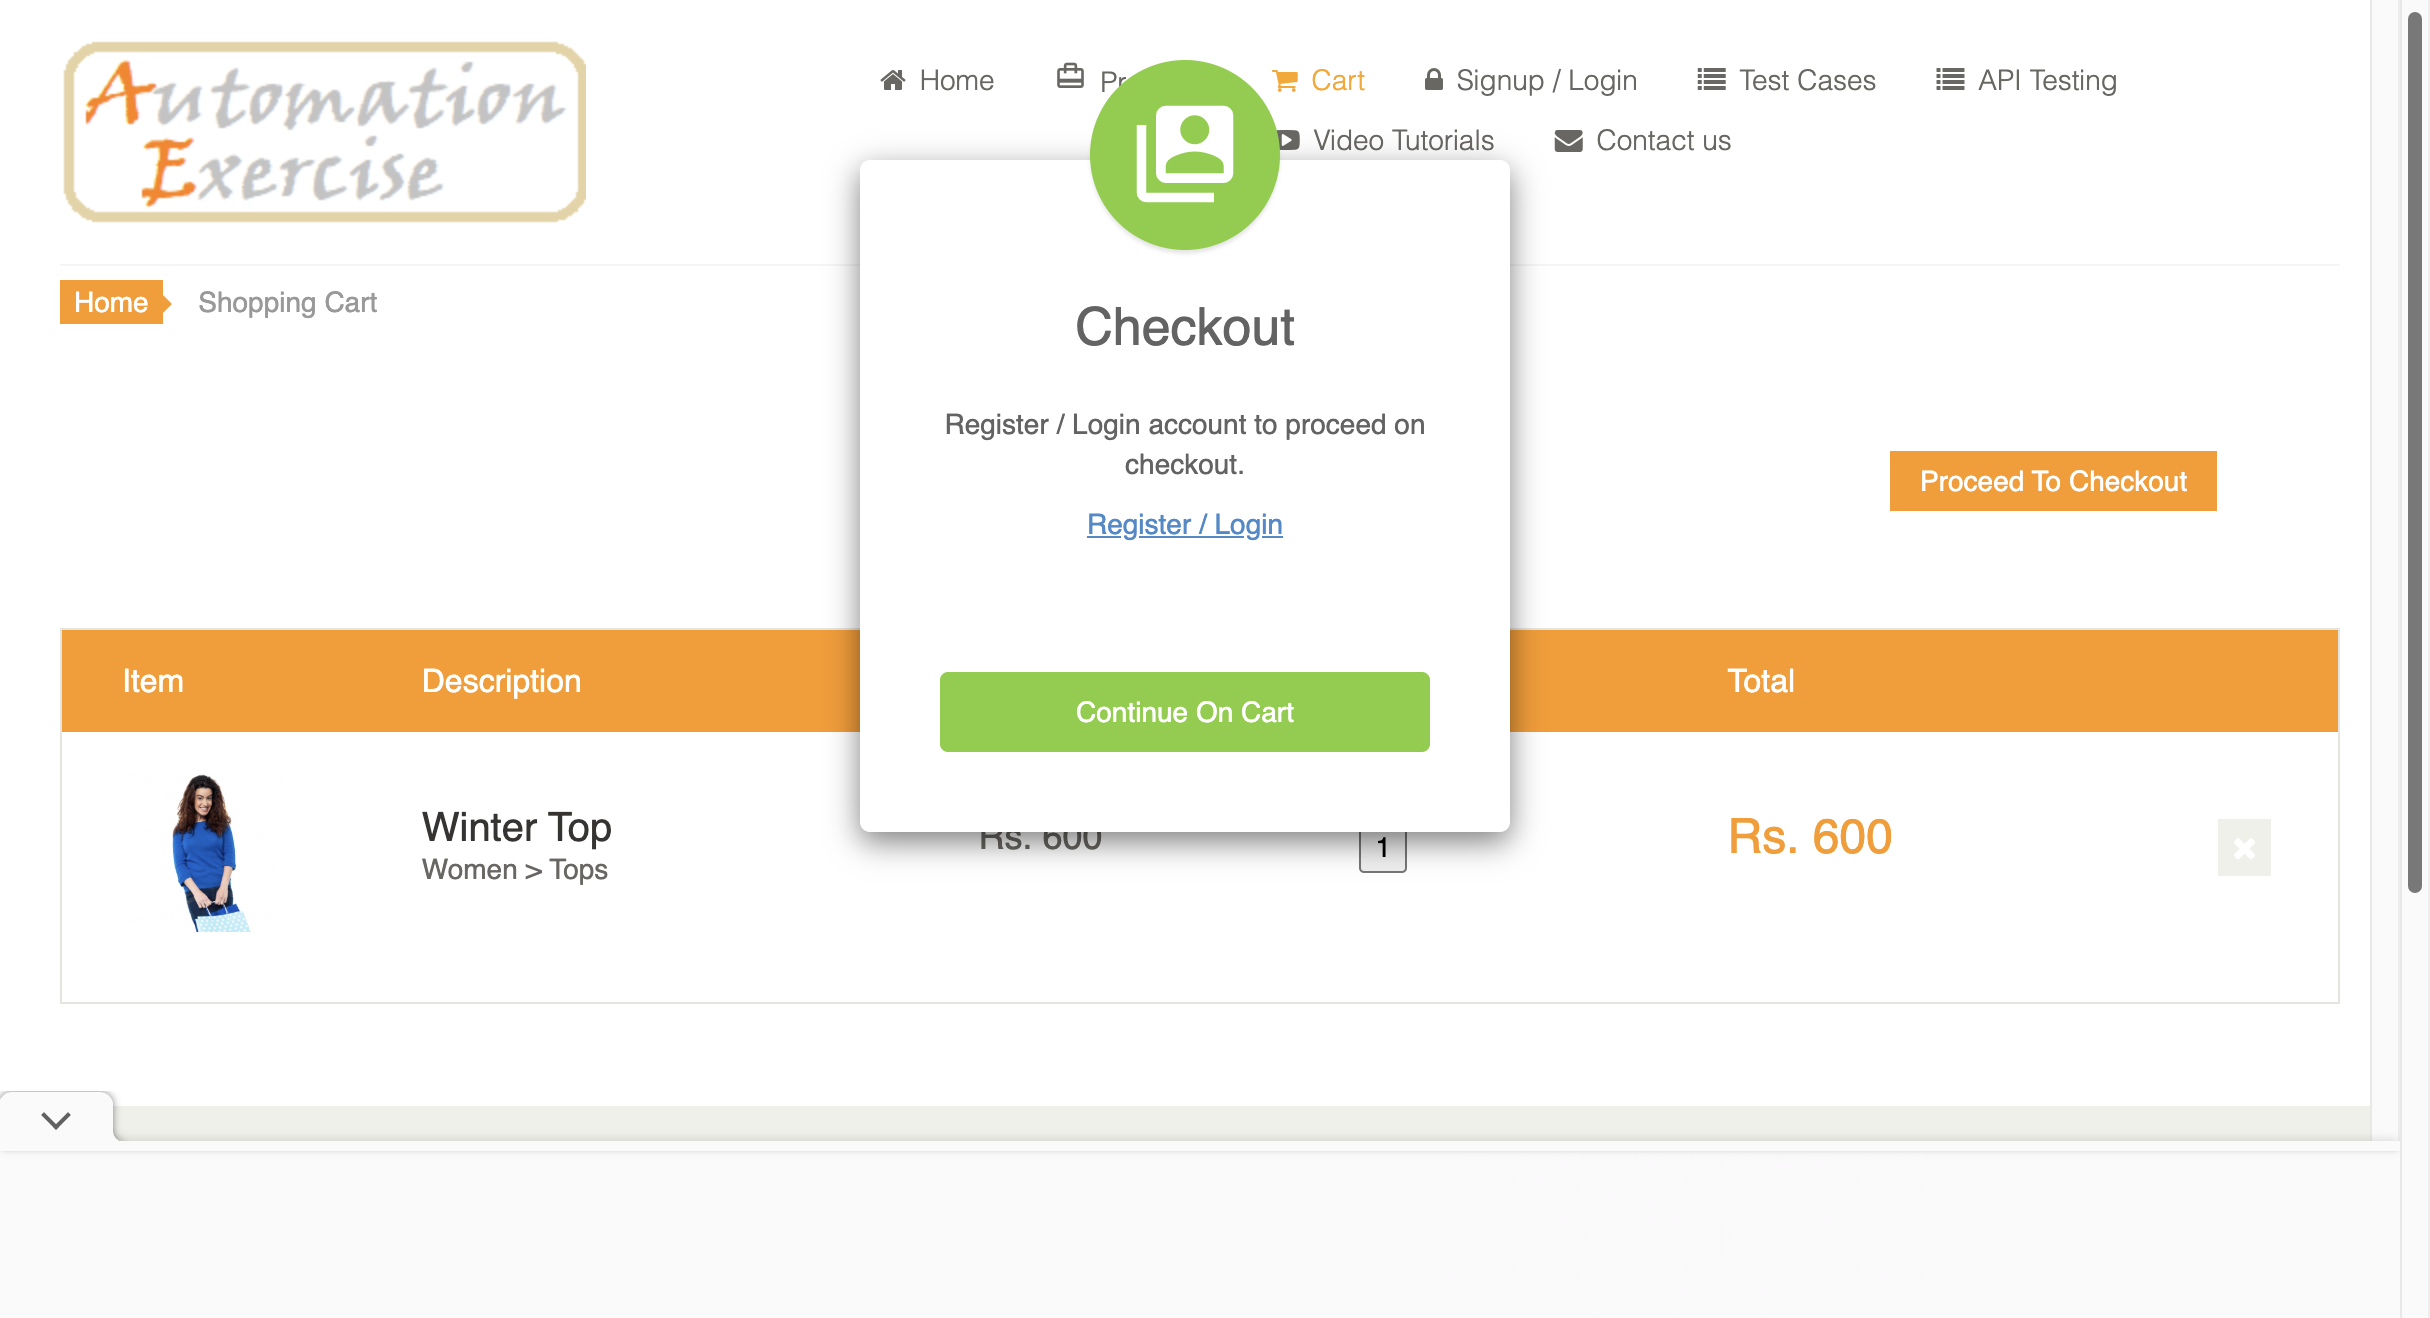 Automation
Exercise
Home
Cart
Signup / Login
Test Cases
API Testing
Video Tutorials
Contact us
Home
Shopping Cart
Checkout
Register / Login account to proceed on
checkout.
Register / Login
Proceed To Checkout
Continue On Cart
Item
Description
Total
Winter Top
Women > Tops
Rs. 600
1
Rs. 600